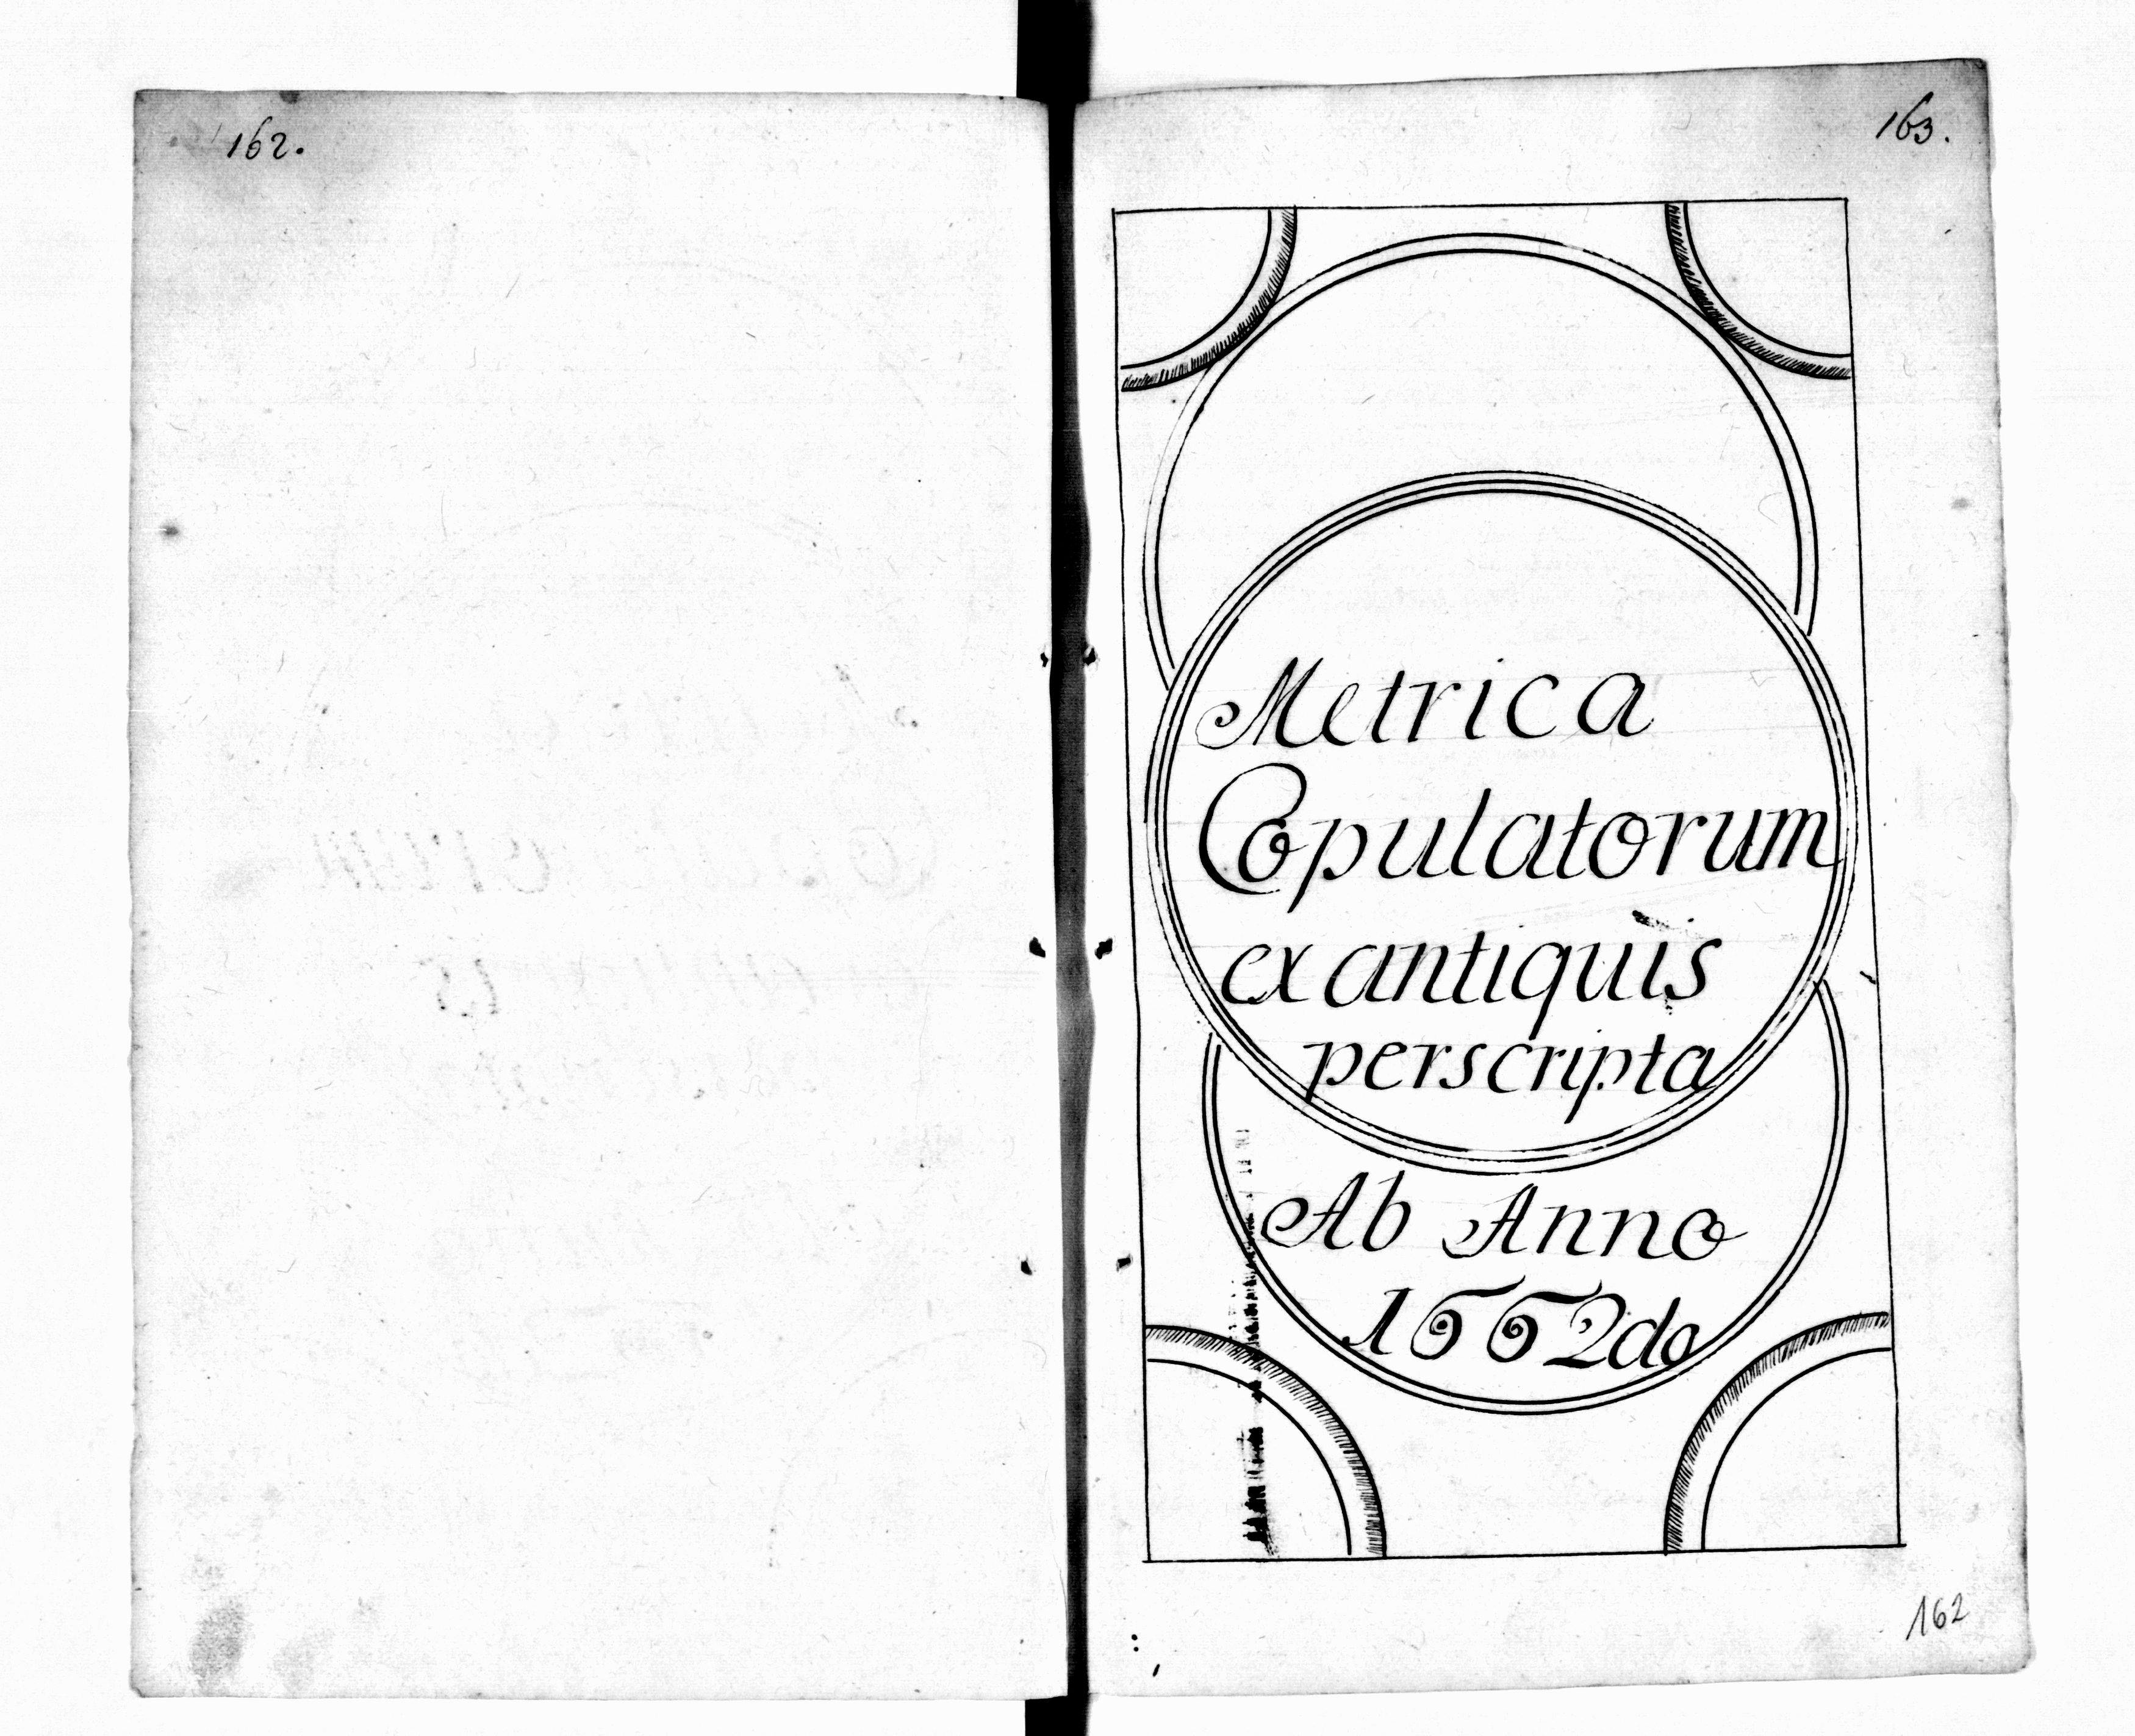 162.
163.
Metrica
Copulatorum
ex antiquis
perscripta
Ab Anno
1662do
162